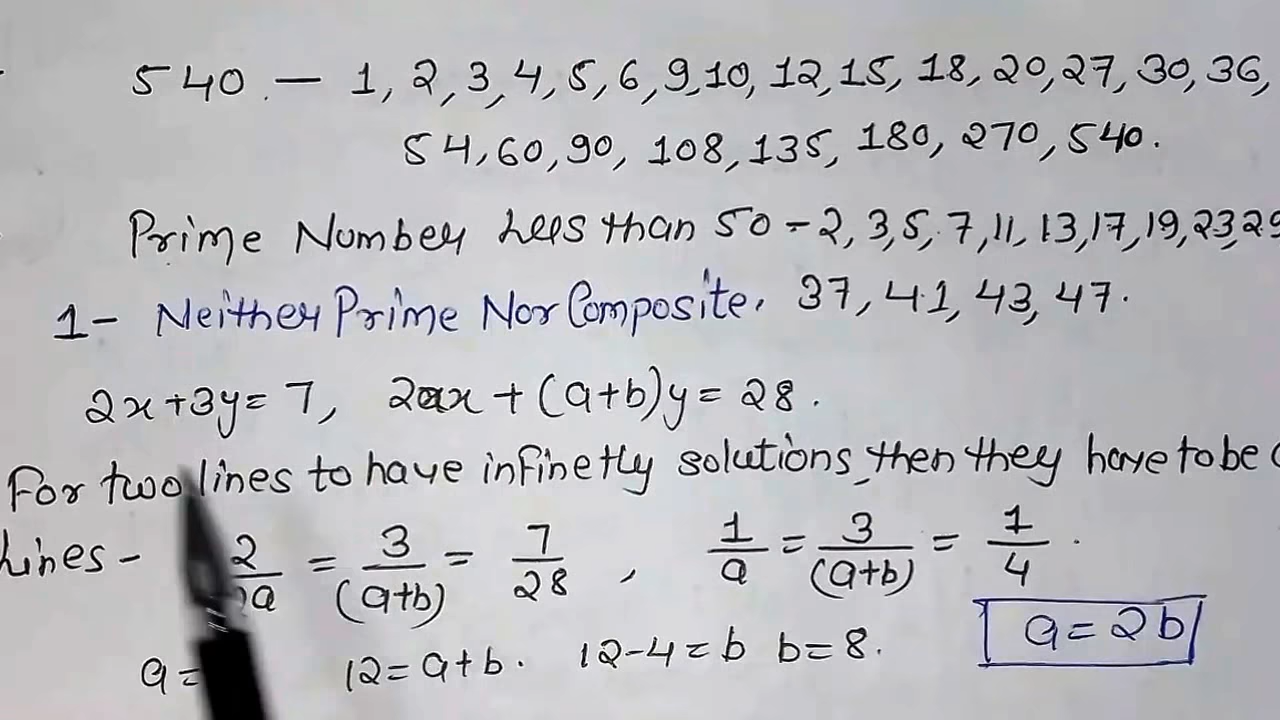 540 - 1, 2, 3, 4, 5, 6, 9, 10, 12, 15, 18, 20, 27, 30, 36,
54, 60, 90, 108, 135, 180, 270, 540.
Prime Number Less than 50 - 2, 3, 5, 7, 11, 13, 17, 19, 23, 29
37, 41, 43, 47.
1 - Neither Prime Nor Composite.
2x + 3y = 7, 2ax + (a+b)y = 28.
For two lines to have infinetly solutions, then they have to be
Lines - 2/2a = 3/(a+b) = 7/28, 1/a = 3/(a+b) = 1/4.
a = 12 = a+b. 12-4 = b b = 8.
a = 2b